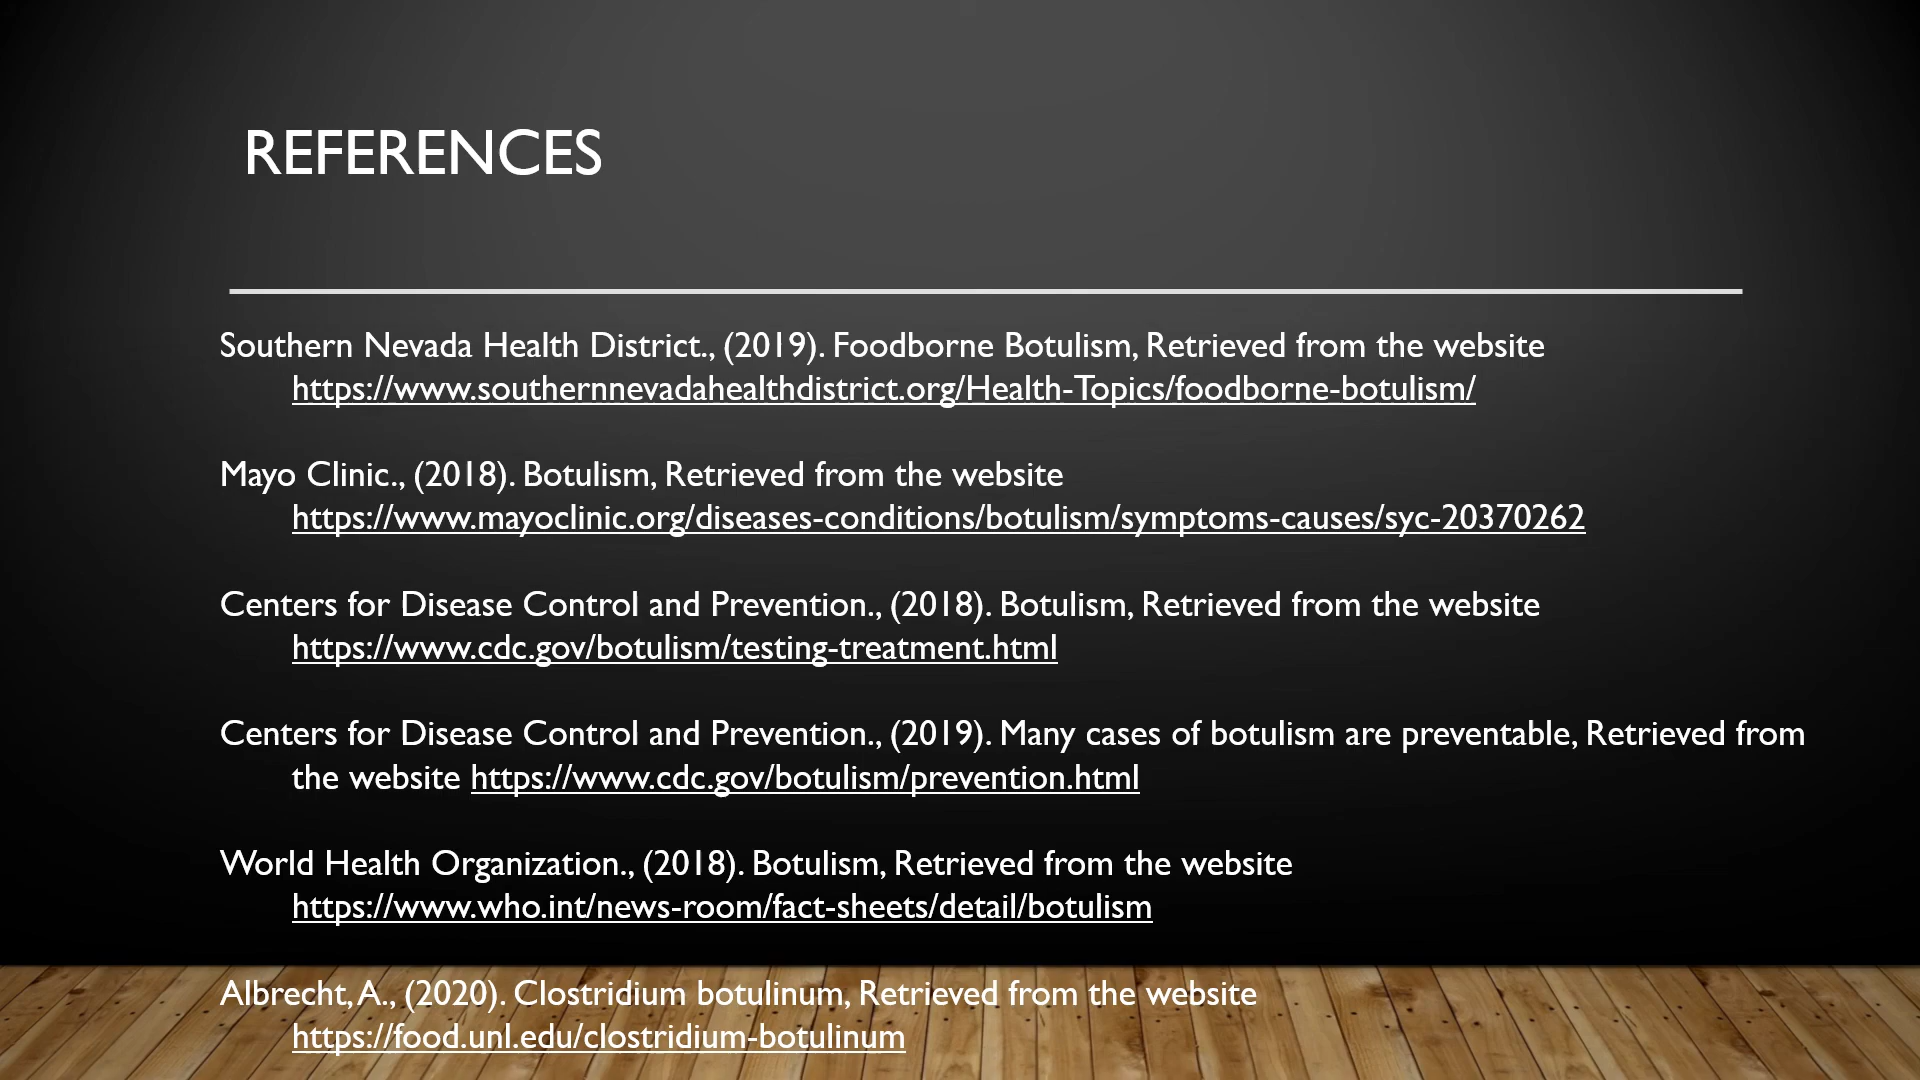 REFERENCES
Southern Nevada Health District., (2019). Foodborne Botulism, Retrieved from the website
https://www.southernnevadahealthdistrict.org/Health-Topics/foodborne-botulism/
Mayo Clinic., (2018). Botulism, Retrieved from the website
https://www.mayoclinic.org/diseases-conditions/botulism/symptoms-causes/syc-20370262
Centers for Disease Control and Prevention., (2018). Botulism, Retrieved from the website
https://www.cdc.gov/botulism/testing-treatment.html
Centers for Disease Control and Prevention., (2019). Many cases of botulism are preventable, Retrieved from
the website https://www.cdc.gov/botulism/prevention.html
World Health Organization., (2018). Botulism, Retrieved from the website
https://www.who.int/news-room/fact-sheets/detail/botulism
Albrecht, A., (2020). Clostridium botulinum, Retrieved from the website
https://food.unl.edu/clostridium-botulinum